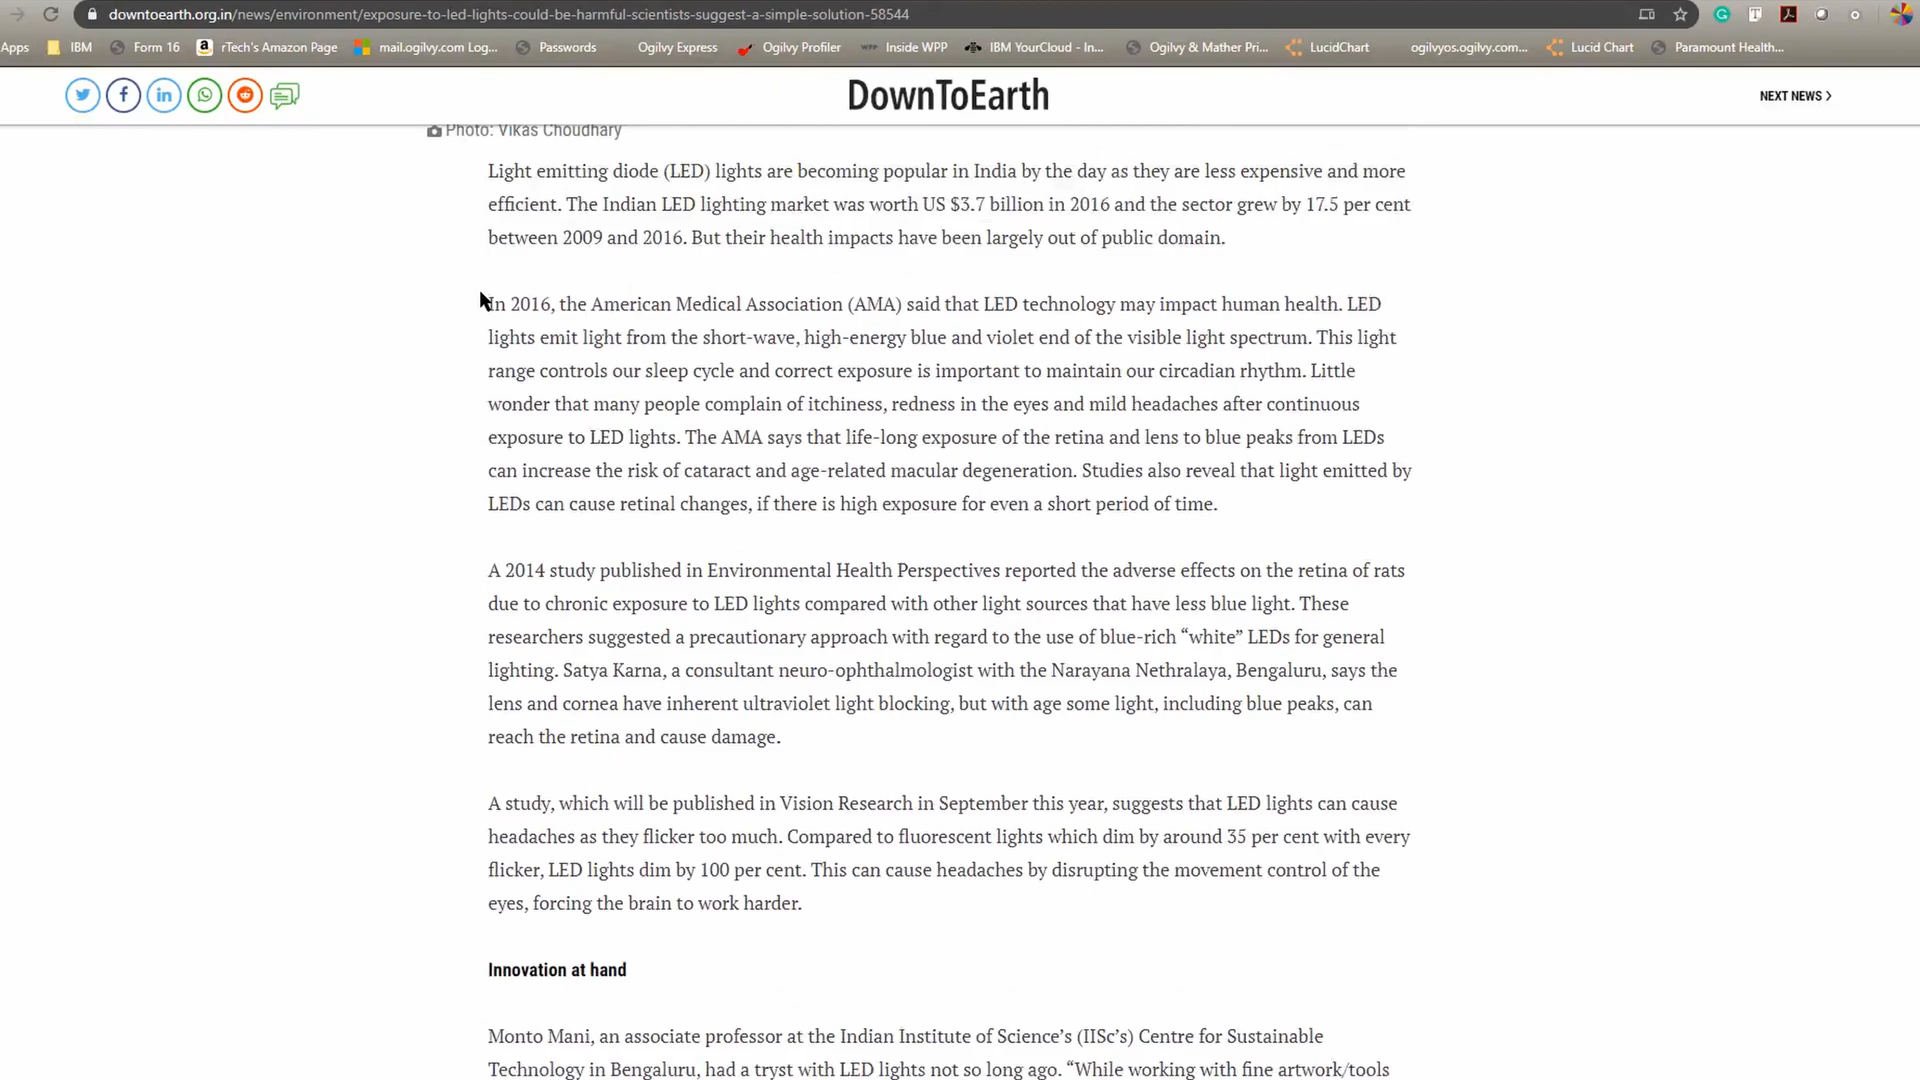 downtoearth.org.in/news/environment/exposure-to-led-lights-could-be-harmful-scientists-suggest-a-simple-solution-58544
Apps IBM Form 16 rTech's Amazon Page mail.ogilvy.com Log... Passwords Ogilvy Express Ogilvy Profiler Inside WPP IBM YourCloud - In... Ogilvy & Mather Pri... LucidChart ogilvyos.ogilvy.com... Lucid Chart Paramount Health...
DownToEarth
NEXT NEWS >
Photo: Vikas Choudhary
Light emitting diode (LED) lights are becoming popular in India by the day as they are less expensive and more
efficient. The Indian LED lighting market was worth US $3.7 billion in 2016 and the sector grew by 17.5 per cent
between 2009 and 2016. But their health impacts have been largely out of public domain.
In 2016, the American Medical Association (AMA) said that LED technology may impact human health. LED
lights emit light from the short-wave, high-energy blue and violet end of the visible light spectrum. This light
range controls our sleep cycle and correct exposure is important to maintain our circadian rhythm. Little
wonder that many people complain of itchiness, redness in the eyes and mild headaches after continuous
exposure to LED lights. The AMA says that life-long exposure of the retina and lens to blue peaks from LEDs
can increase the risk of cataract and age-related macular degeneration. Studies also reveal that light emitted by
LEDs can cause retinal changes, if there is high exposure for even a short period of time.
A 2014 study published in Environmental Health Perspectives reported the adverse effects on the retina of rats
due to chronic exposure to LED lights compared with other light sources that have less blue light. These
researchers suggested a precautionary approach with regard to the use of blue-rich “white” LEDs for general
lighting. Satya Karna, a consultant neuro-ophthalmologist with the Narayana Nethralaya, Bengaluru, says the
lens and cornea have inherent ultraviolet light blocking, but with age some light, including blue peaks, can
reach the retina and cause damage.
A study, which will be published in Vision Research in September this year, suggests that LED lights can cause
headaches as they flicker too much. Compared to fluorescent lights which dim by around 35 per cent with every
flicker, LED lights dim by 100 per cent. This can cause headaches by disrupting the movement control of the
eyes, forcing the brain to work harder.
Innovation at hand
Monto Mani, an associate professor at the Indian Institute of Science’s (IISc’s) Centre for Sustainable
Technology in Bengaluru, had a tryst with LED lights not so long ago. “While working with fine artwork/tools